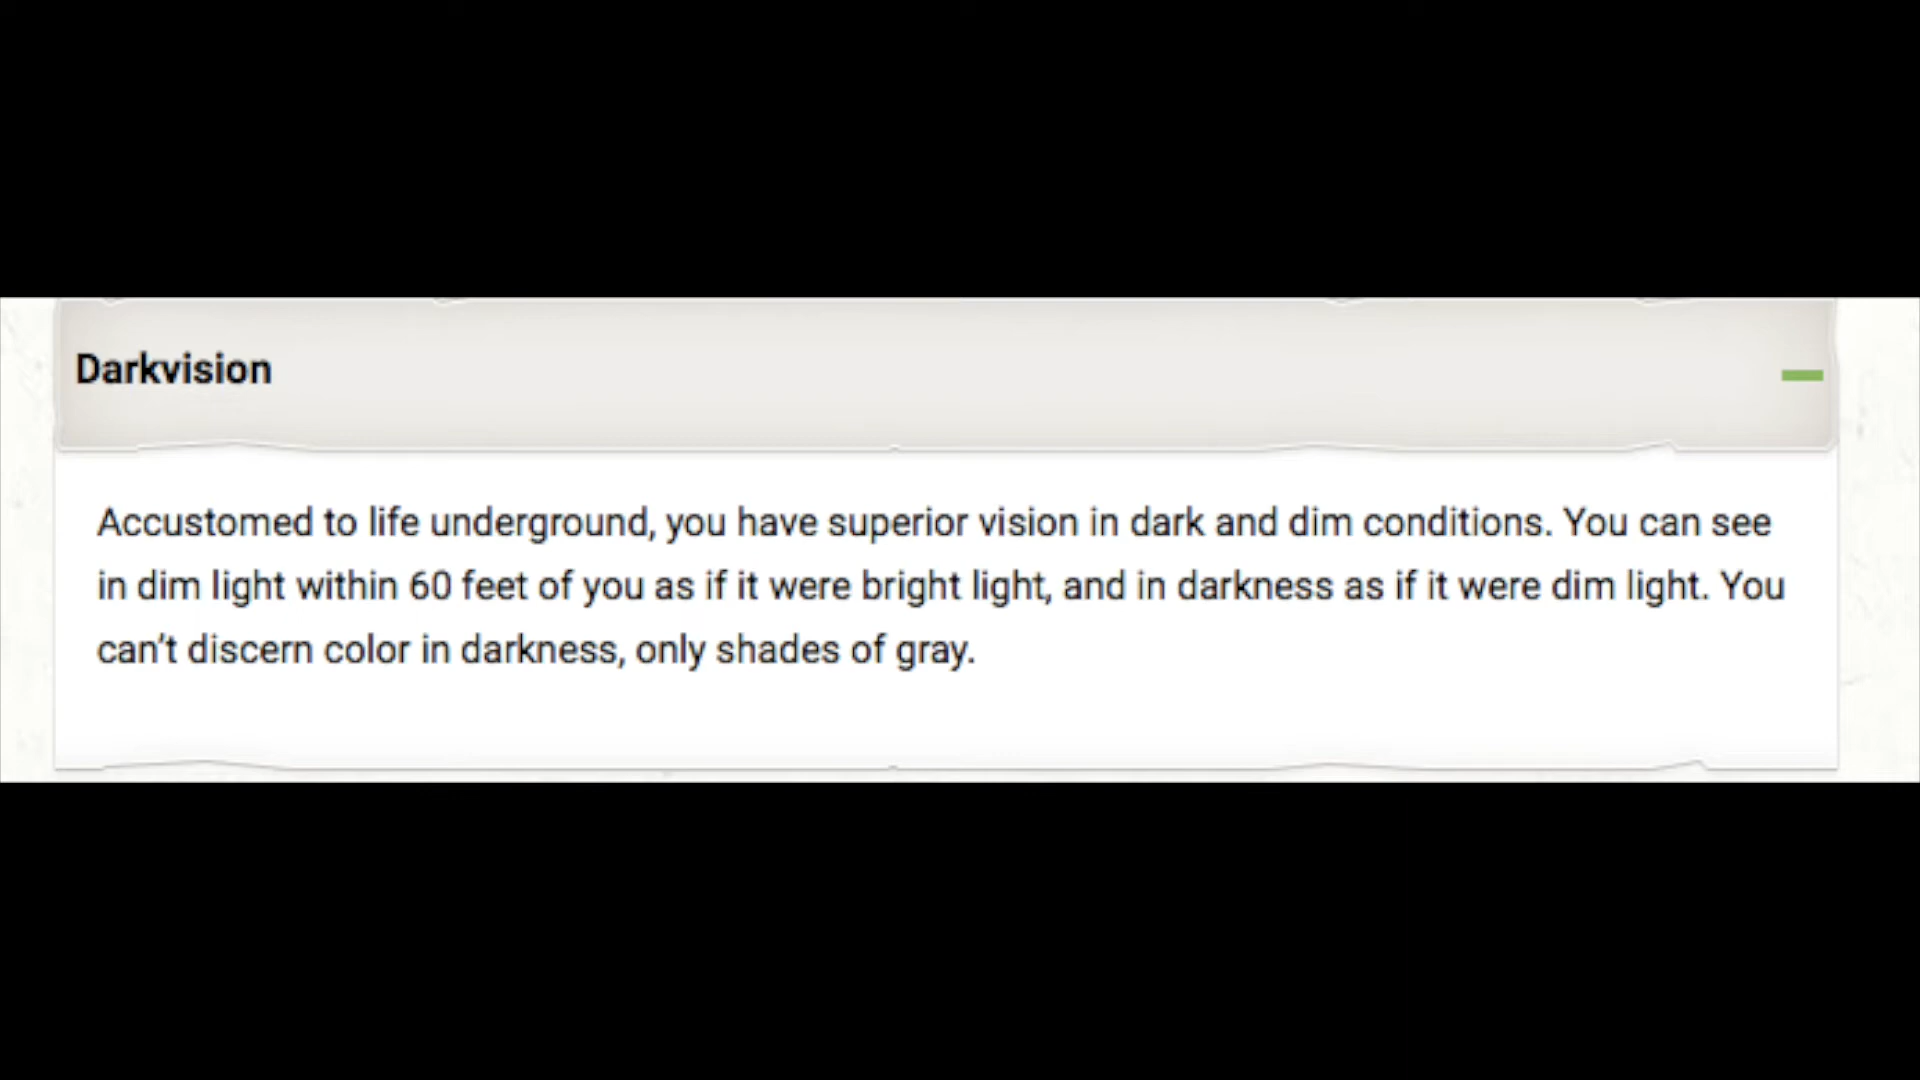 Darkvision
Accustomed to life underground, you have superior vision in dark and dim conditions. You can see
in dim light within 60 feet of you as if it were bright light, and in darkness as if it were dim light. You
can’t discern color in darkness, only shades of gray.